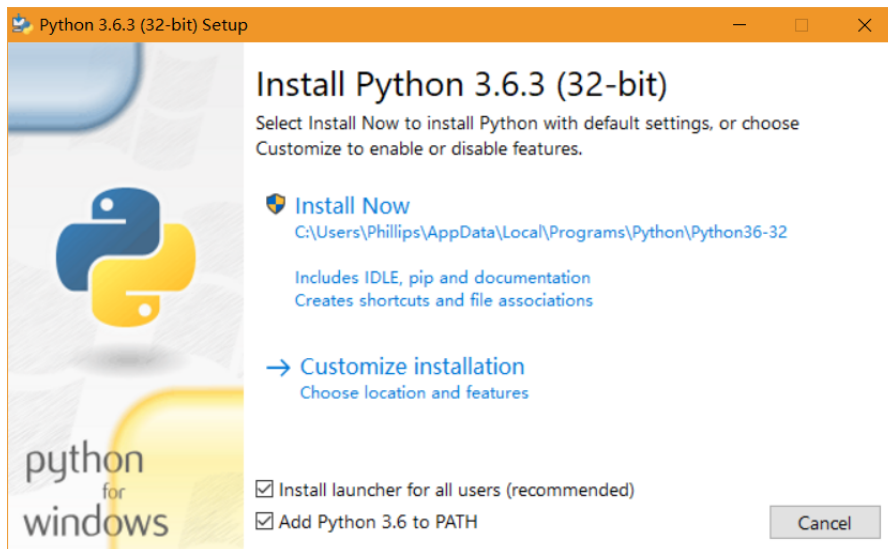 Python 3.6.3 (32-bit) Setup
Install Python 3.6.3 (32-bit)
Select Install Now to install Python with default settings, or choose
Customize to enable or disable features.
Install Now
C:\Users\Phillips\AppData\Local\Programs\Python\Python36-32
Includes IDLE, pip and documentation
Creates shortcuts and file associations
Customize installation
Choose location and features
python
for
windows
Install launcher for all users (recommended)
Add Python 3.6 to PATH
Cancel